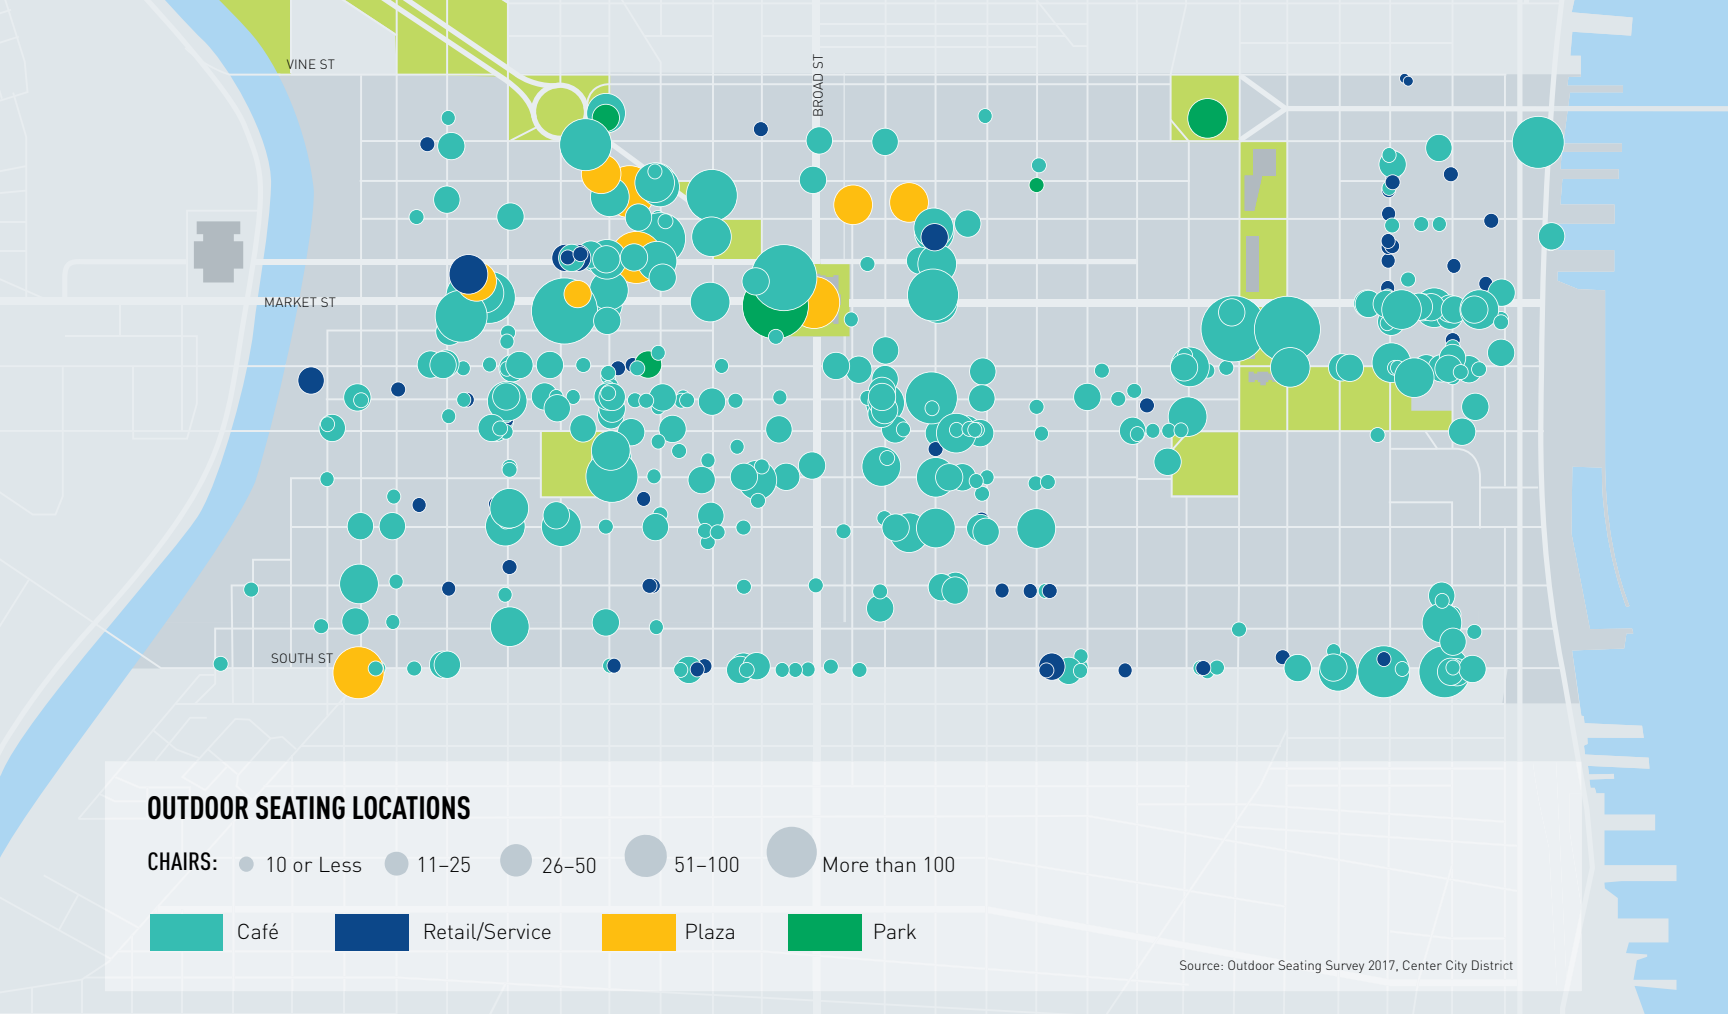 VINE ST
BROAD ST
MARKET ST
SOUTH ST
OUTDOOR SEATING LOCATIONS
CHAIRS: 10 or Less 11–25 26–50 51–100 More than 100
Café Retail/Service Plaza Park
Source: Outdoor Seating Survey 2017, Center City District